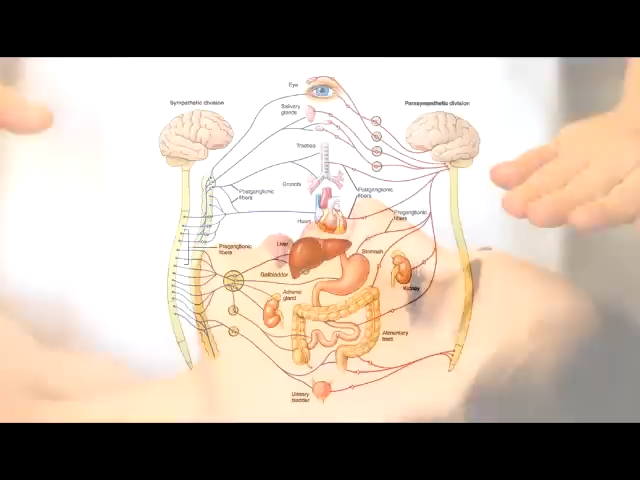 Eye
Sympathetic division
Parasympathetic division
Salivary
glands
Trachea
Bronchi
Postganglionic
fibers
Postganglionic
fibers
Preganglionic
fibers
Heart
Preganglionic
fibers
Liver
Stomach
Gallbladder
Kidney
Adrenal
gland
Alimentary
tract
Urinary
bladder